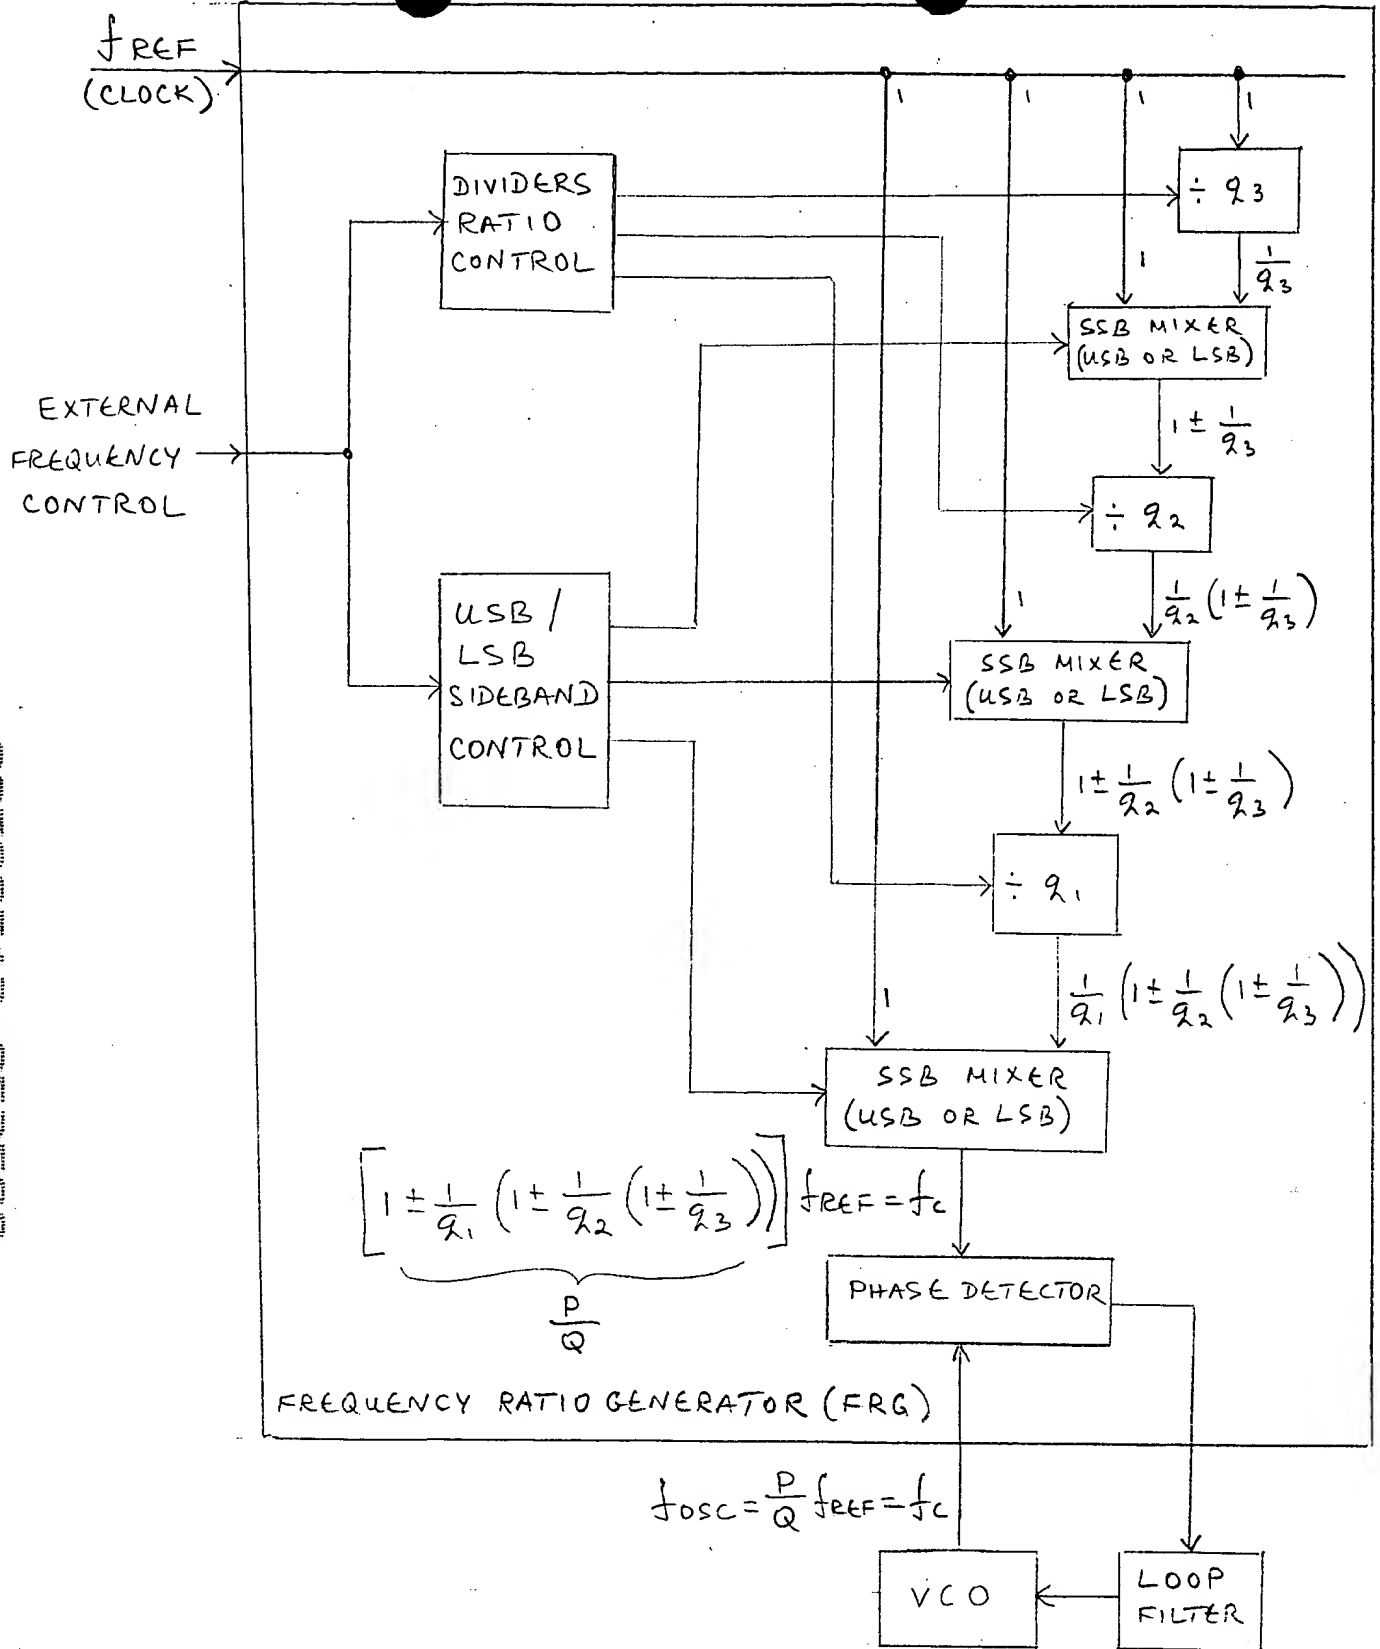 fREF
(CLOCK)
1 1 1 1
DIVIDERS
RATIO
CONTROL
÷ q3
1
1/q3
SSB MIXER
(USB OR LSB)
EXTERNAL
FREQUENCY
CONTROL
1 ± 1/q3
÷ q2
USB /
LSB
SIDEBAND
CONTROL
1
1/q2 (1 ± 1/q3)
SSB MIXER
(USB OR LSB)
1 ± 1/q2 (1 ± 1/q3)
÷ q1
1
1/q1 (1 ± 1/q2 (1 ± 1/q3))
SSB MIXER
(USB OR LSB)
[1 ± 1/q1 (1 ± 1/q2 (1 ± 1/q3))] fREF = fc
P/Q
PHASE DETECTOR
FREQUENCY RATIO GENERATOR (FRG)
fOSC = P/Q fREF = fc
VCO
LOOP
FILTER